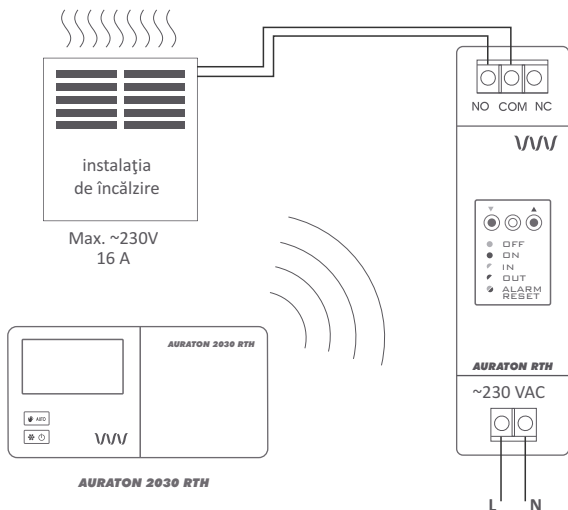 NO COM NC
instalaţia
de încălzire
Max. ~230V
16 A
OFF
ON
IN
OUT
ALARM
RESET
AURATON RTH
~230 VAC
L N
AURATON 2030 RTH
AUTO
AURATON 2030 RTH